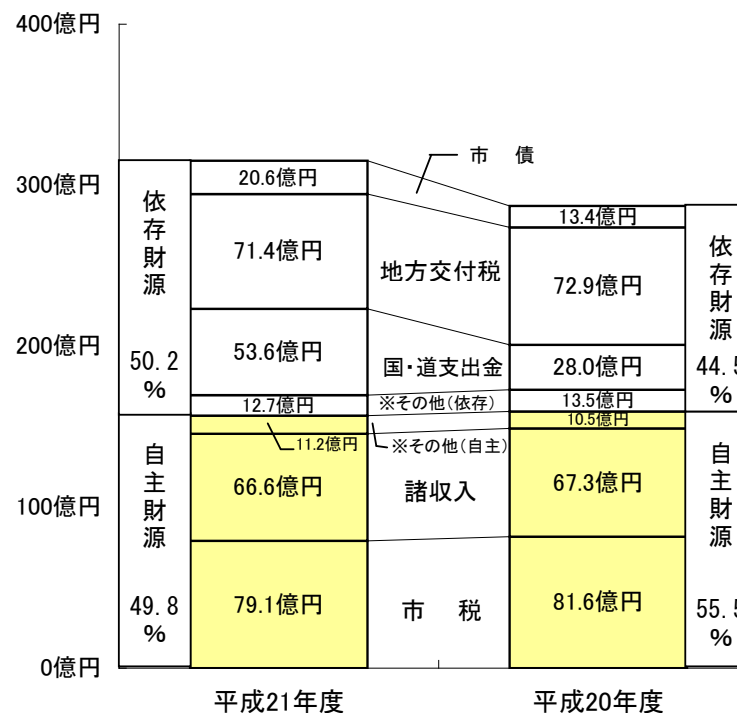 400億円
300億円
200億円
100億円
0億円
依存財源
50.2
%
自主財源
49.8
%
20.6億円
71.4億円
53.6億円
12.7億円
11.2億円
66.6億円
79.1億円
市　債
地方交付税
国・道支出金
※その他(依存)
※その他(自主)
諸収入
市　税
13.4億円
72.9億円
28.0億円
13.5億円
10.5億円
67.3億円
81.6億円
依存財源
44.5
%
自主財源
55.5
%
平成21年度
平成20年度